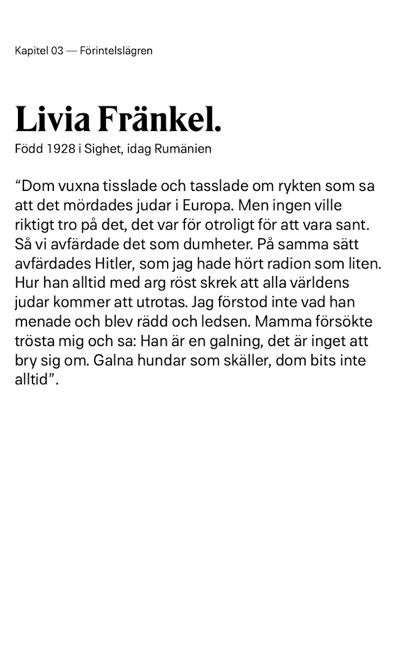 Kapitel 03 — Förintelslägren
Livia Fränkel.
Född 1928 i Sighet, idag Rumänien
“Dom vuxna tisslade och tasslade om rykten som sa
att det mördades judar i Europa. Men ingen ville
riktigt tro på det, det var för otroligt för att vara sant.
Så vi avfärdade det som dumheter. På samma sätt
avfärdades Hitler, som jag hade hört radion som liten.
Hur han alltid med arg röst skrek att alla världens
judar kommer att utrotas. Jag förstod inte vad han
menade och blev rädd och ledsen. Mamma försökte
trösta mig och sa: Han är en galning, det är inget att
bry sig om. Galna hundar som skäller, dom bits inte
alltid”.